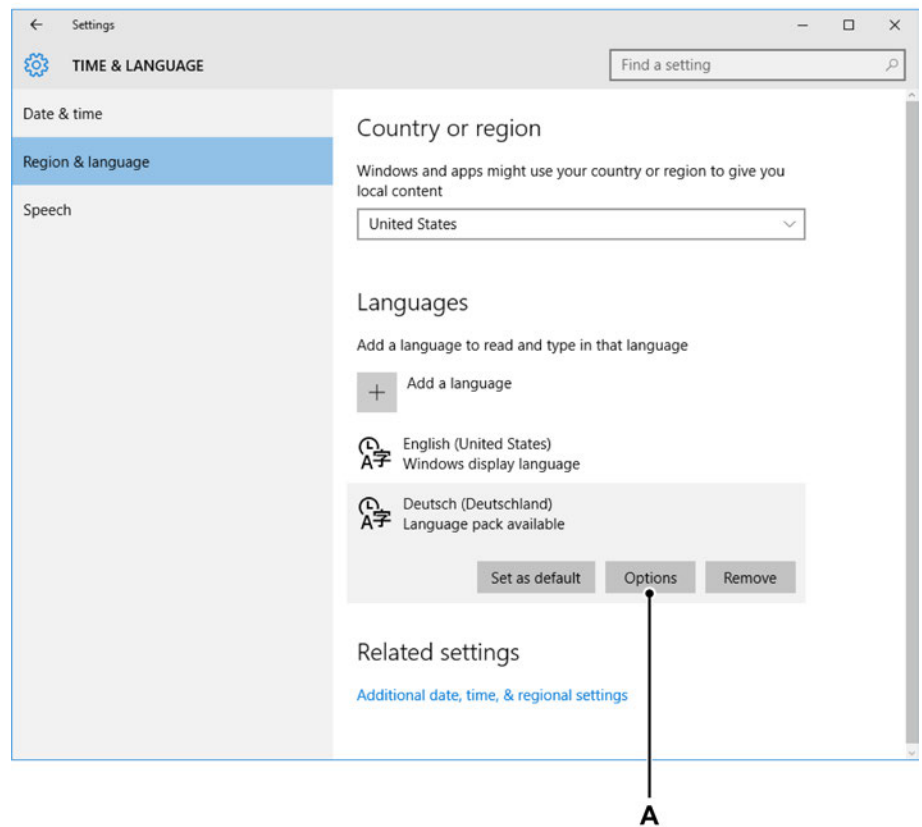 Settings
TIME & LANGUAGE
Find a setting
Date & time
Region & language
Speech
Country or region
Windows and apps might use your country or region to give you
local content
United States
Languages
Add a language to read and type in that language
Add a language
English (United States)
Windows display language
Deutsch (Deutschland)
Language pack available
Set as default Options Remove
Related settings
Additional date, time, & regional settings
A